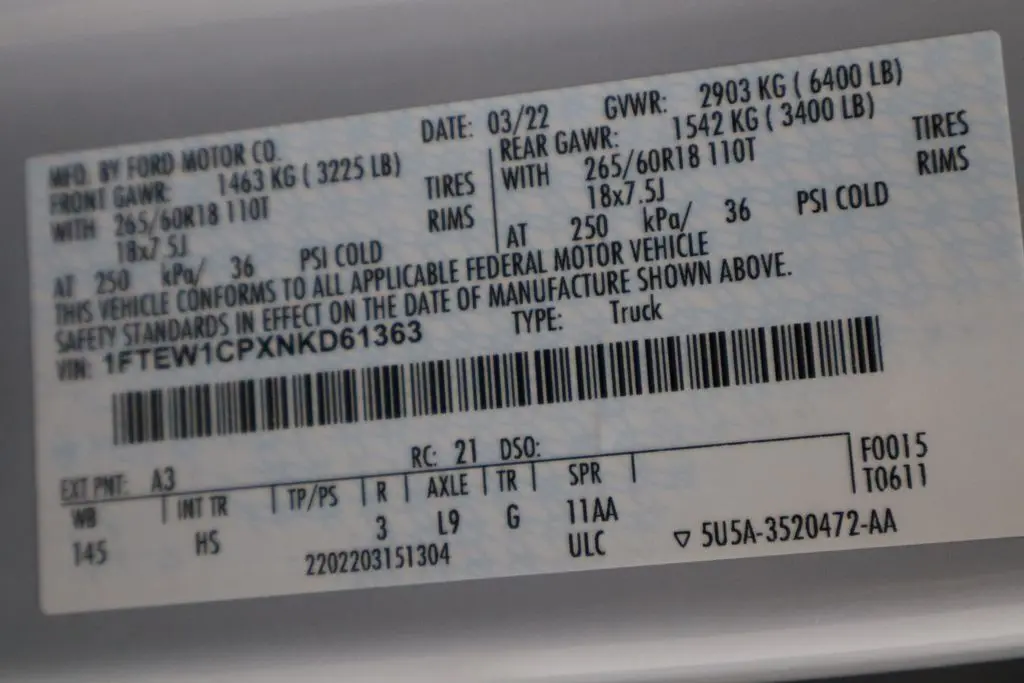 MFD. BY FORD MOTOR CO. DATE: 03/22 GVWR: 2903 KG ( 6400 LB)
FRONT GAWR: 1463 KG ( 3225 LB) REAR GAWR: 1542 KG ( 3400 LB)
WITH 265/60R18 110T TIRES WITH 265/60R18 110T TIRES
18x7.5J RIMS 18x7.5J RIMS
AT 250 kPa/ 36 PSI COLD AT 250 kPa/ 36 PSI COLD
THIS VEHICLE CONFORMS TO ALL APPLICABLE FEDERAL MOTOR VEHICLE
SAFETY STANDARDS IN EFFECT ON THE DATE OF MANUFACTURE SHOWN ABOVE.
VIN: 1FTEW1CPXNKD61363 TYPE: Truck
EXT PNT: A3 RC: 21 DSO: F0015
WB INT TR TP/PS R AXLE TR SPR T0611
145 HS 3 L9 G 11AA
2202203151304 ULC ▽ 5U5A-3520472-AA